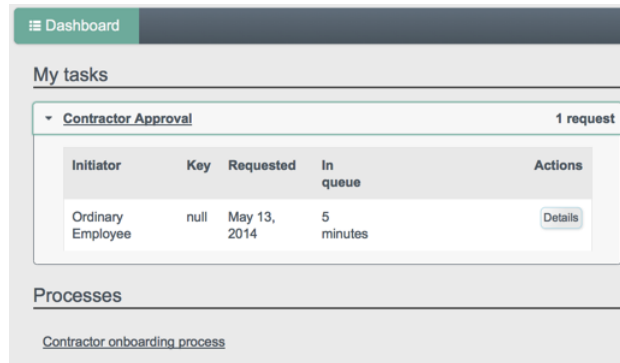 Dashboard
My tasks
Contractor Approval 1 request
Initiator Key Requested In queue Actions
Ordinary Employee null May 13, 2014 5 minutes Details
Processes
Contractor onboarding process